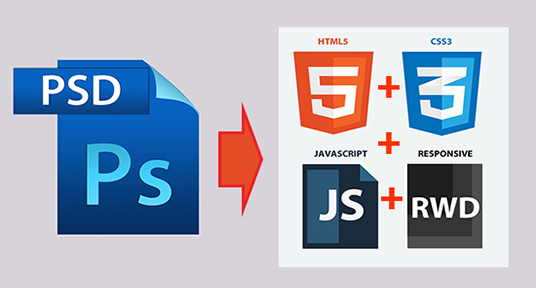 PSD
Ps
HTML5
CSS3
5
3
JAVASCRIPT
RESPONSIVE
JS
RWD